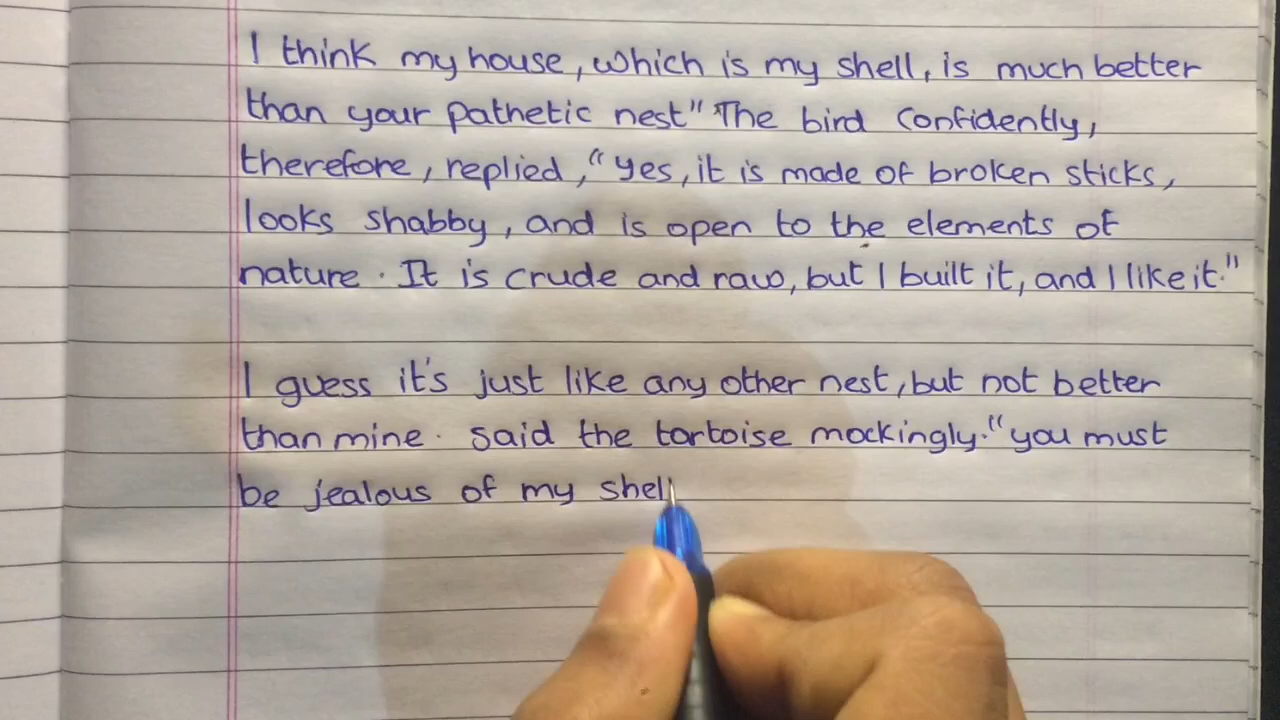 I think my house, which is my shell, is much better
than your pathetic nest" The bird confidently,
therefore, replied, "yes, it is made of broken sticks,
looks shabby, and is open to the elements of
nature. It is crude and raw, but I built it, and I like it."
I guess it's just like any other nest, but not better
than mine. said the tortoise mockingly. "you must
be jealous of my shell